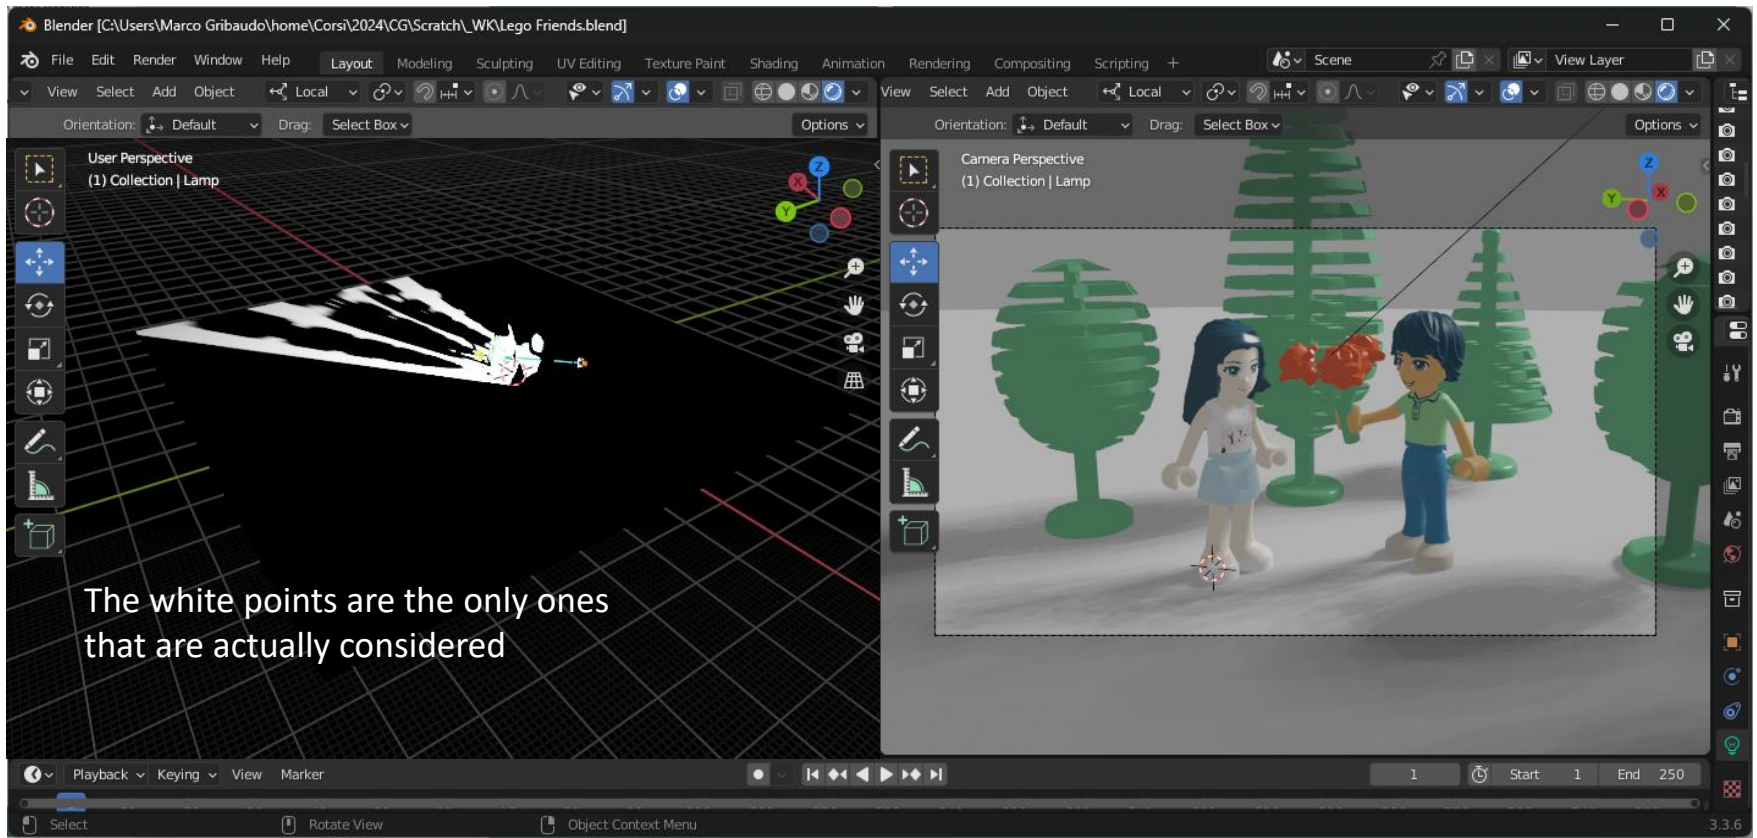 Blender [C:\Users\Marco Gribaudo\home\Corsi\2024\CG\Scratch\_WK\Lego Friends.blend]
File Edit Render Window Help Layout Modeling Sculpting UV Editing Texture Paint Shading Animation Rendering Compositing Scripting + Scene View Layer
View Select Add Object Local View Select Add Object Local
Orientation: Default Drag: Select Box Options Orientation: Default Drag: Select Box Options
User Perspective
(1) Collection | Lamp
Z
X
Y
Camera Perspective
(1) Collection | Lamp
Z
Y
X
The white points are the only ones
that are actually considered
Playback Keying View Marker 1 Start 1 End 250
Select Rotate View Object Context Menu 3.3.6